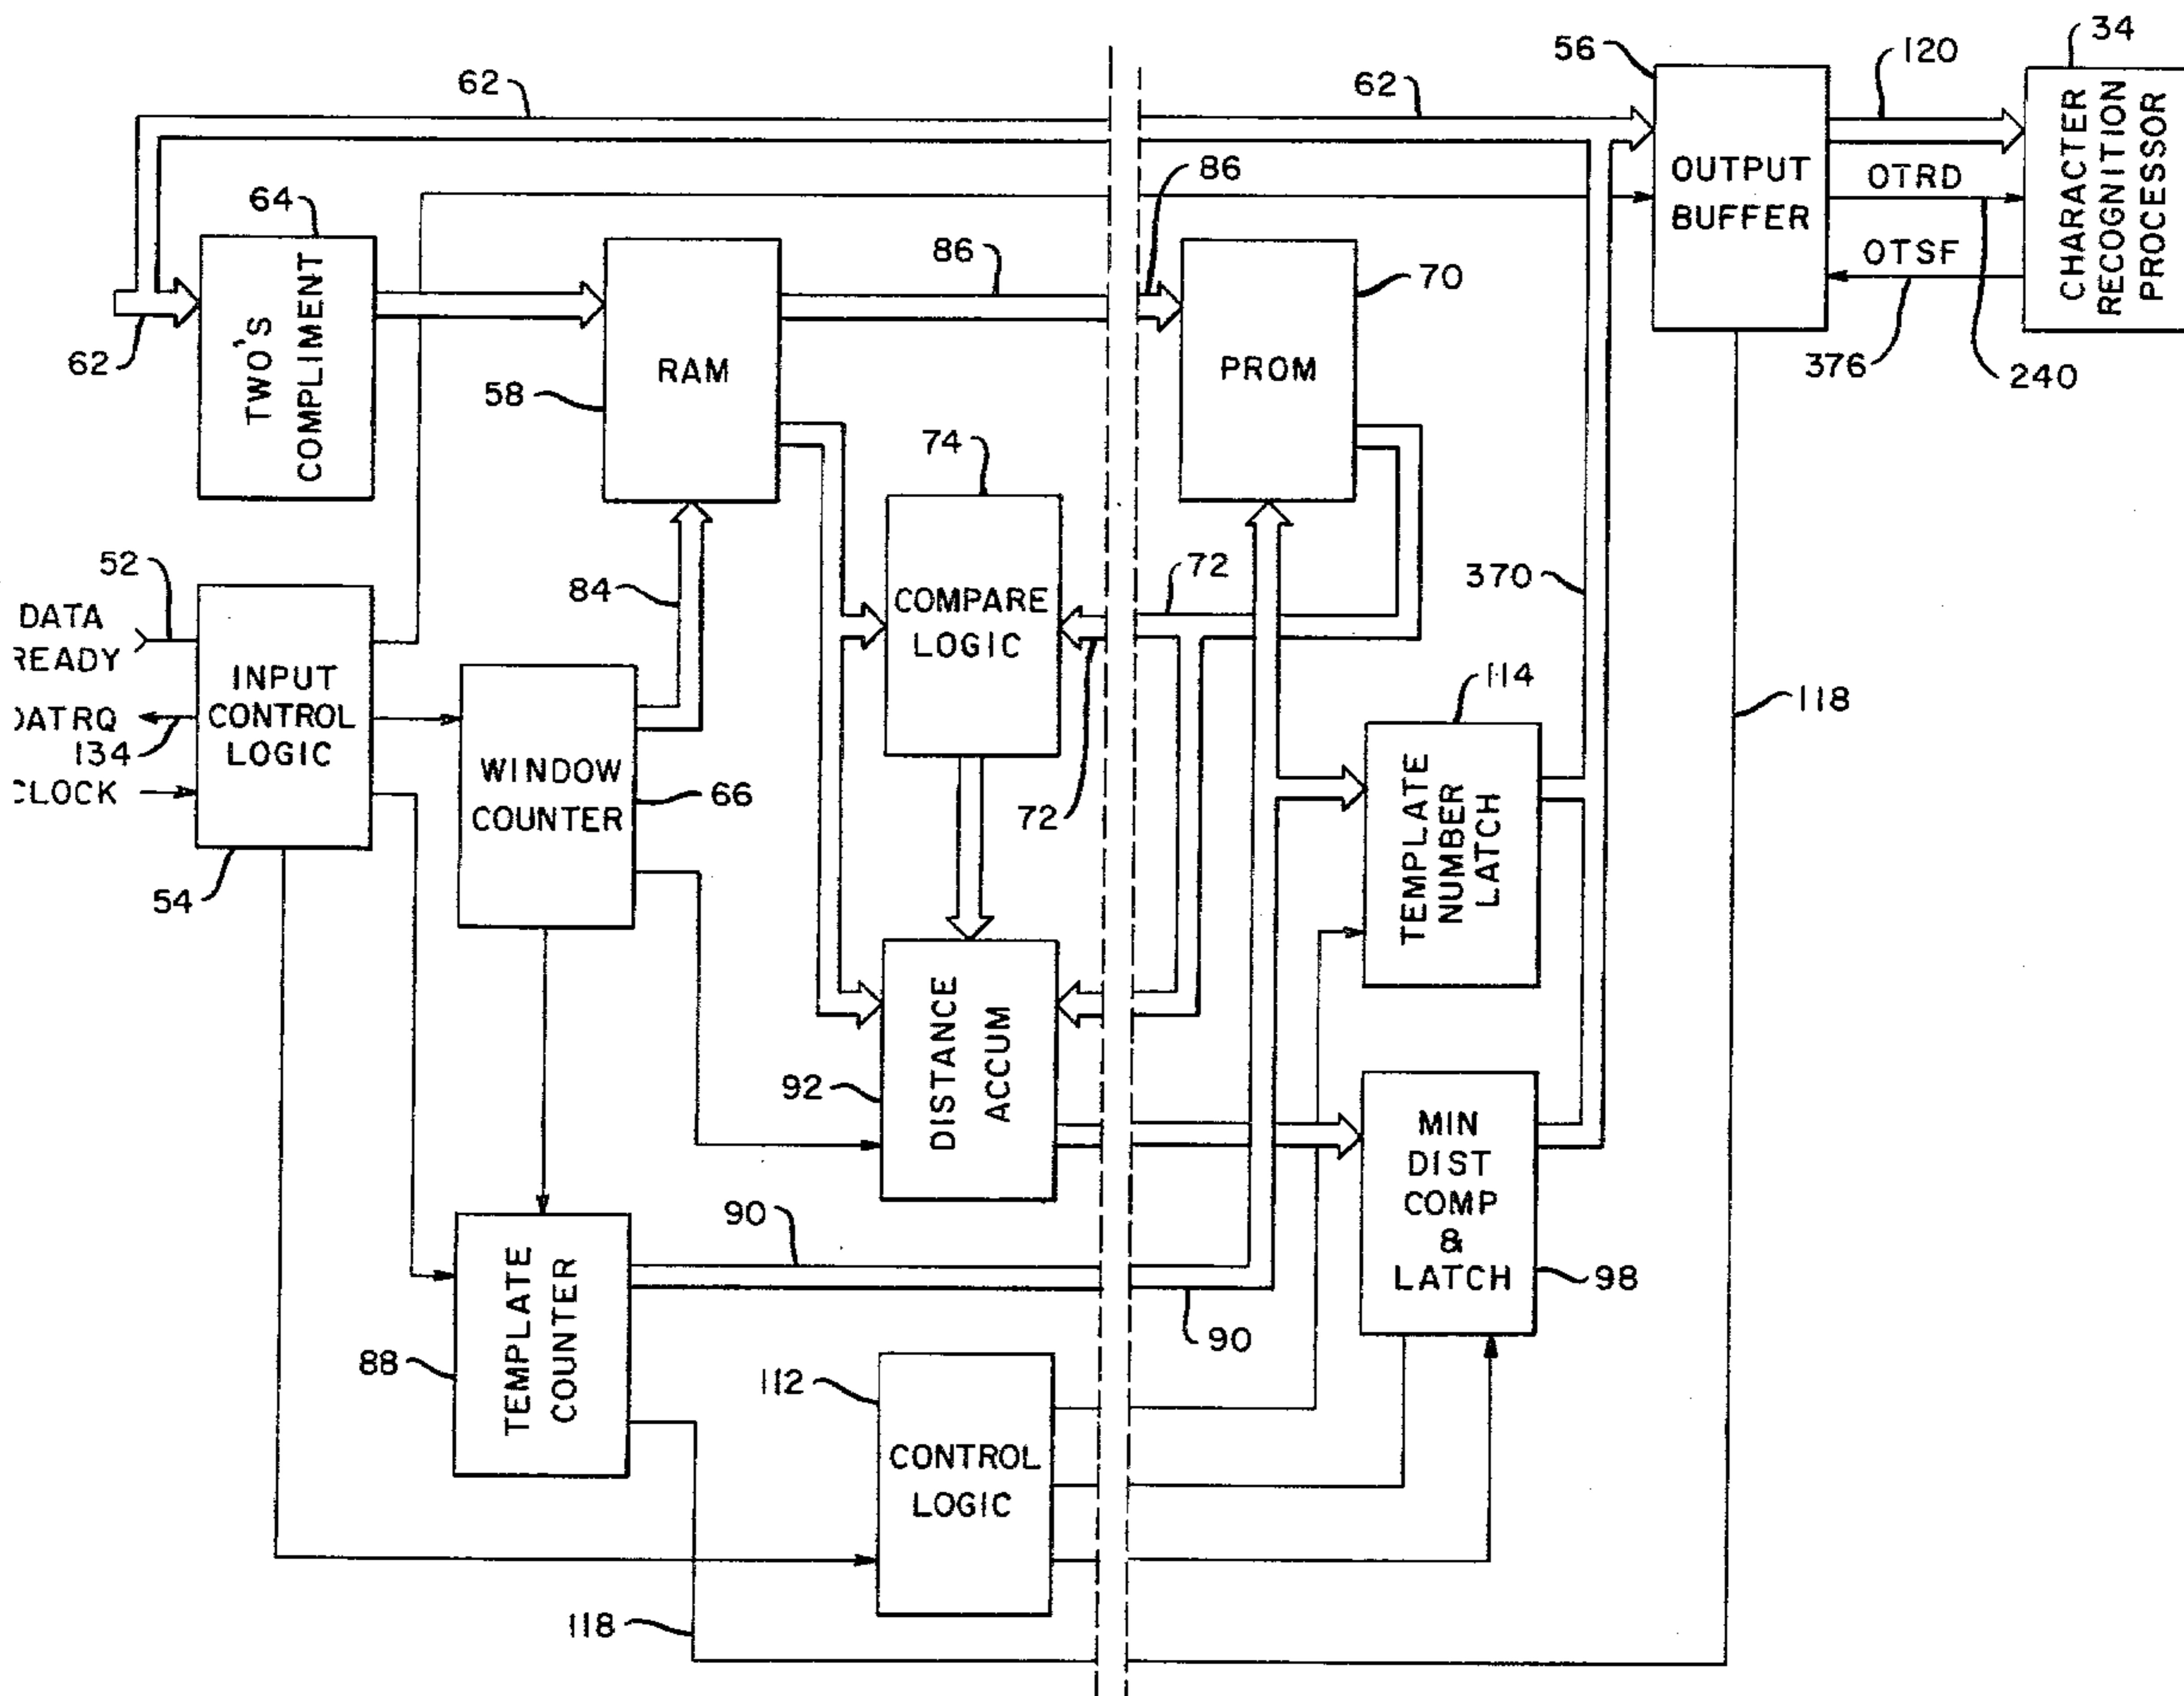 34
56
120
62
62
CHARACTER
RECOGNITION
PROCESSOR
86
OUTPUT
BUFFER
OTRD
64
86
OTSF
70
62
TWO'S
COMPLIMENT
58
RAM
PROM
376
240
74
52
84
72
370
DATA
READY
COMPARE
LOGIC
INPUT
CONTROL
LOGIC
114
118
DATRQ
134
WINDOW
COUNTER
66
72
TEMPLATE
NUMBER
LATCH
CLOCK
54
92
DISTANCE
ACCUM
MIN
DIST
COMP
&
LATCH
98
90
90
88
TEMPLATE
COUNTER
112
CONTROL
LOGIC
118